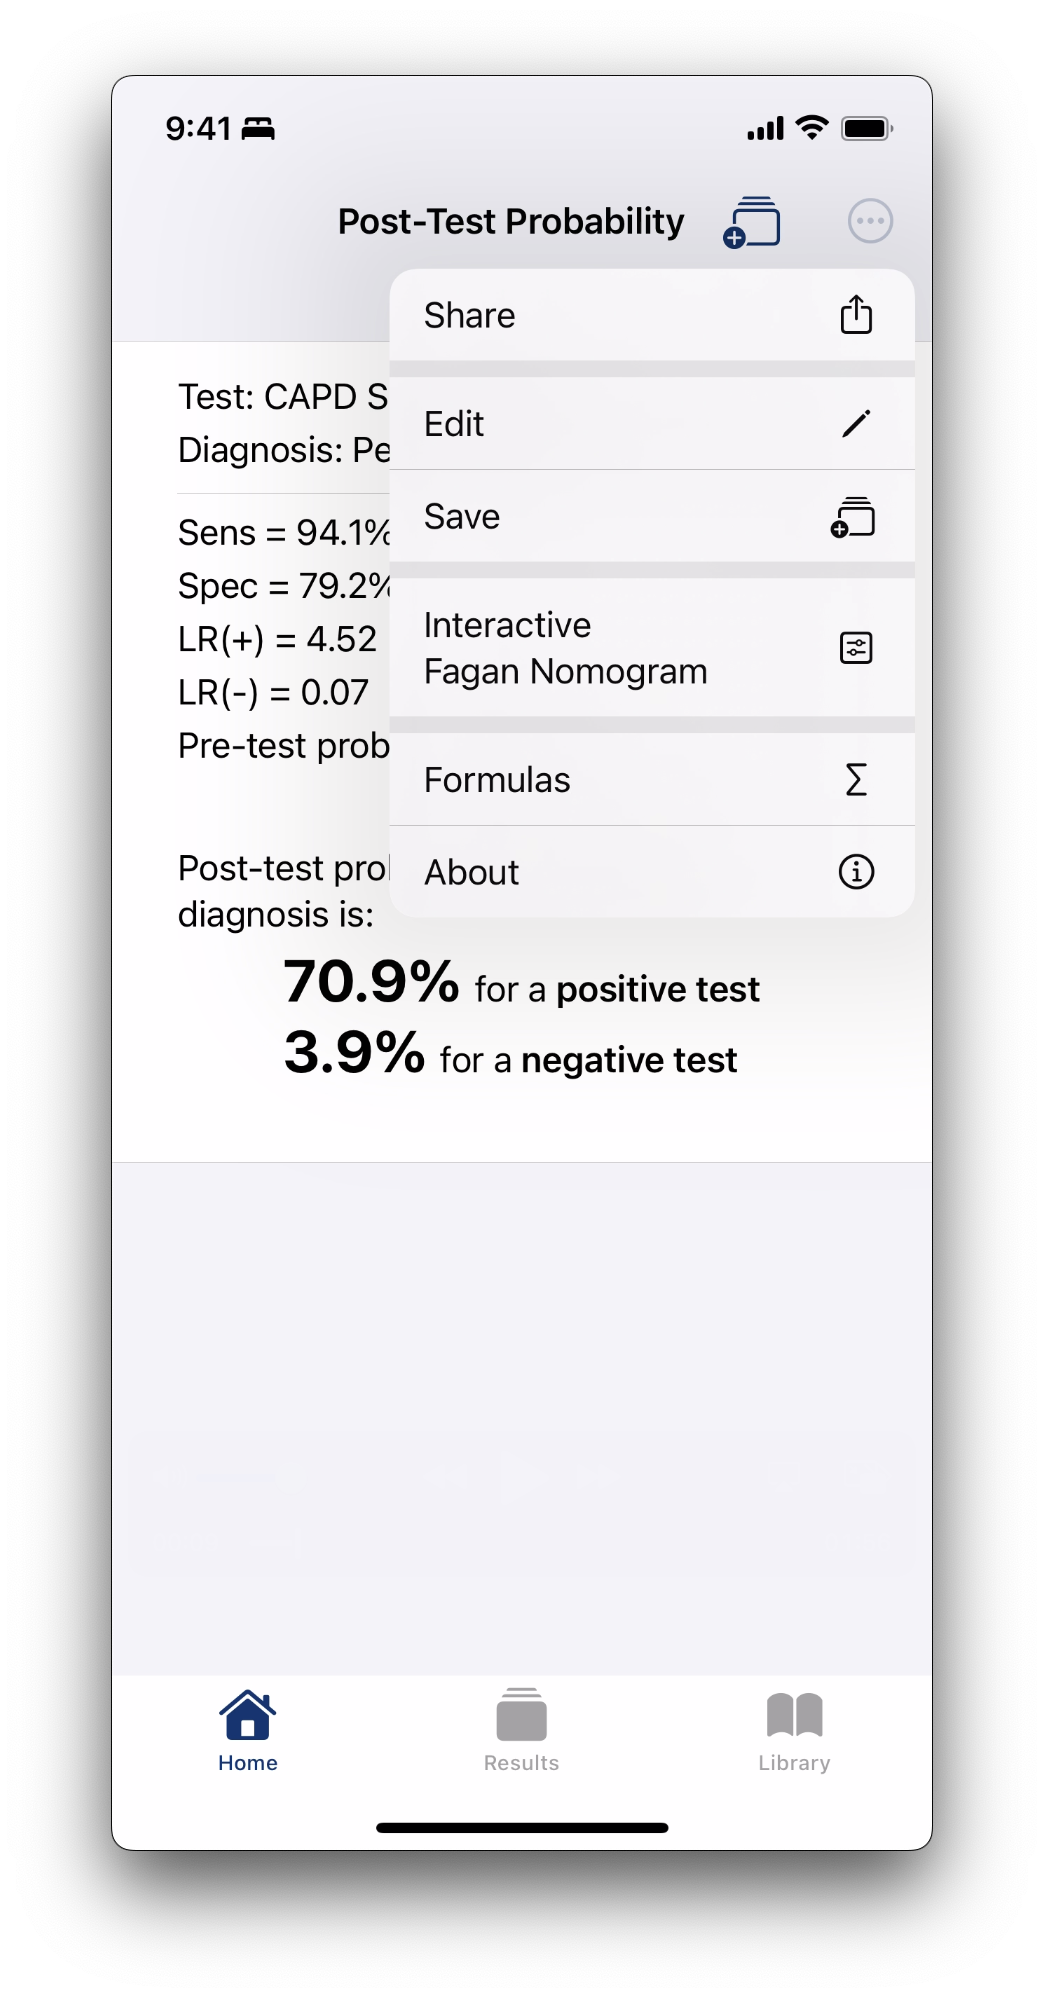 9:41
Post-Test Probability
Share
Test: CAPD S
Edit
Diagnosis: Pe
Save
Sens = 94.1%
Spec = 79.2%
Interactive
LR(+) = 4.52
Fagan Nomogram
LR(-) = 0.07
Pre-test prob
Formulas
Post-test
About
diagnosis is:
70.9% for a positive test
3.9% for a negative test
Home
Results
Library